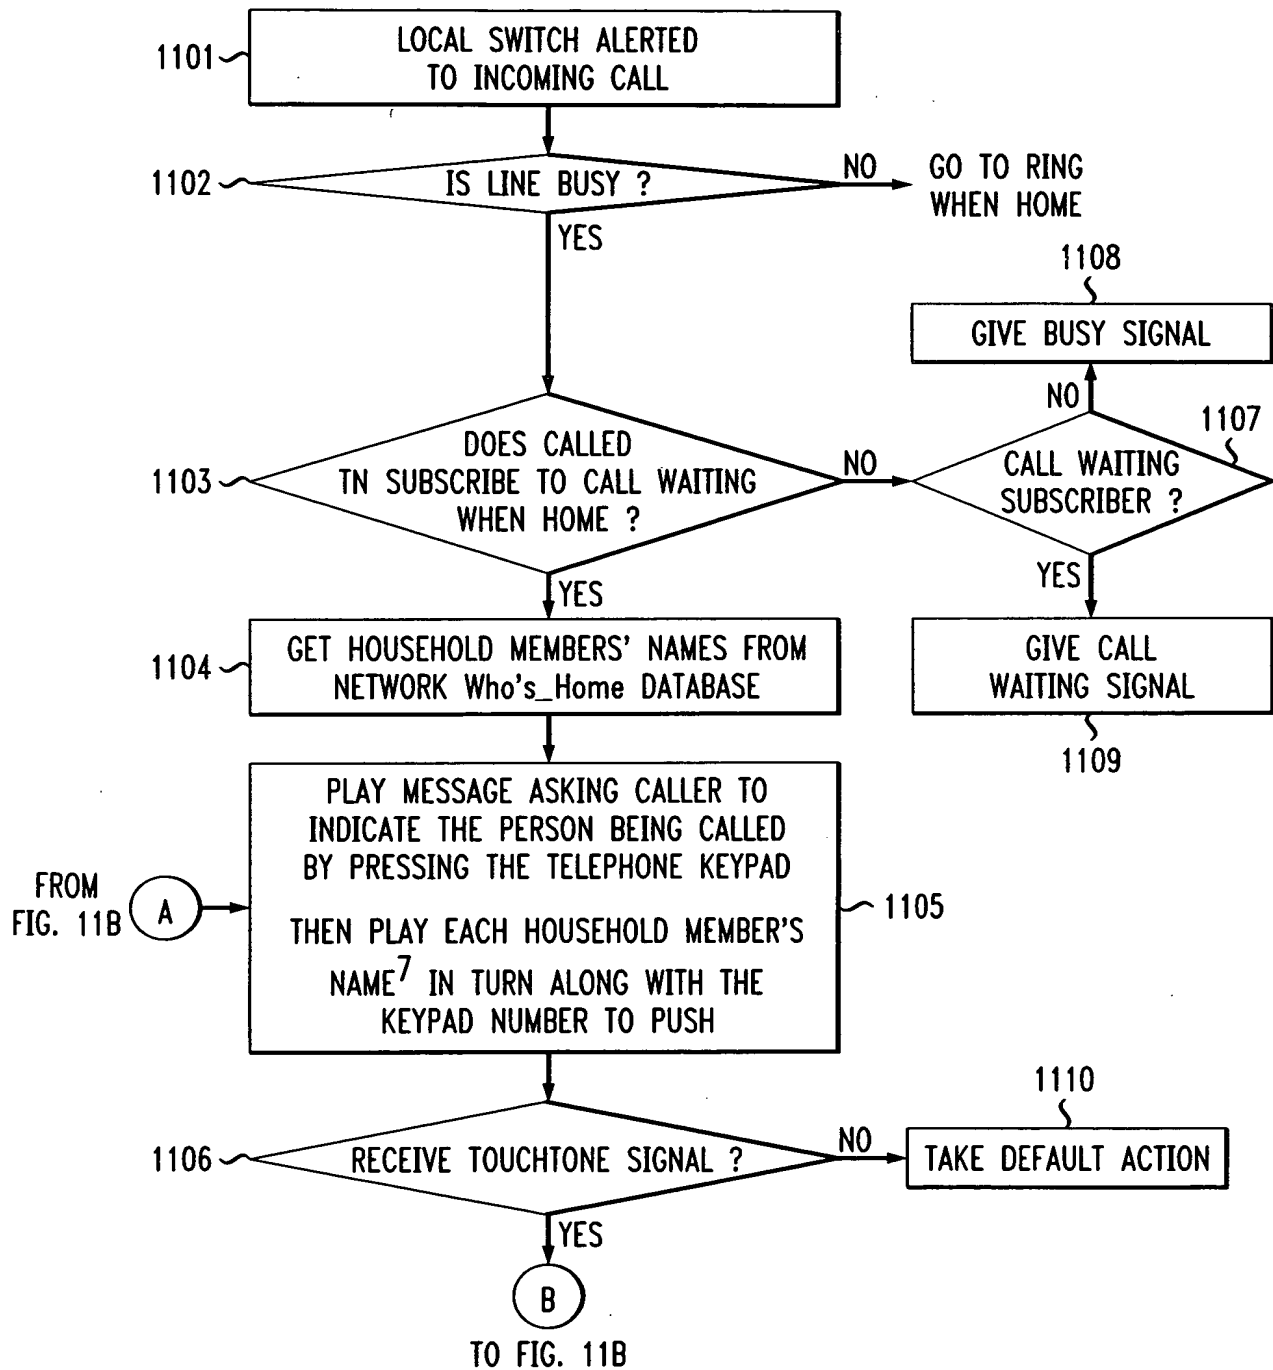 1101
LOCAL SWITCH ALERTED
TO INCOMING CALL
1102
IS LINE BUSY ?
NO
GO TO RING
WHEN HOME
YES
1108
GIVE BUSY SIGNAL
NO
1107
1103
DOES CALLED
TN SUBSCRIBE TO CALL WAITING
WHEN HOME ?
NO
CALL WAITING
SUBSCRIBER ?
YES
YES
1104
GET HOUSEHOLD MEMBERS' NAMES FROM
NETWORK Who's_Home DATABASE
GIVE CALL
WAITING SIGNAL
1109
PLAY MESSAGE ASKING CALLER TO
INDICATE THE PERSON BEING CALLED
BY PRESSING THE TELEPHONE KEYPAD
THEN PLAY EACH HOUSEHOLD MEMBER'S
NAME7 IN TURN ALONG WITH THE
KEYPAD NUMBER TO PUSH
1105
FROM
FIG. 11B
A
1106
RECEIVE TOUCHTONE SIGNAL ?
NO
1110
TAKE DEFAULT ACTION
YES
B
TO FIG. 11B